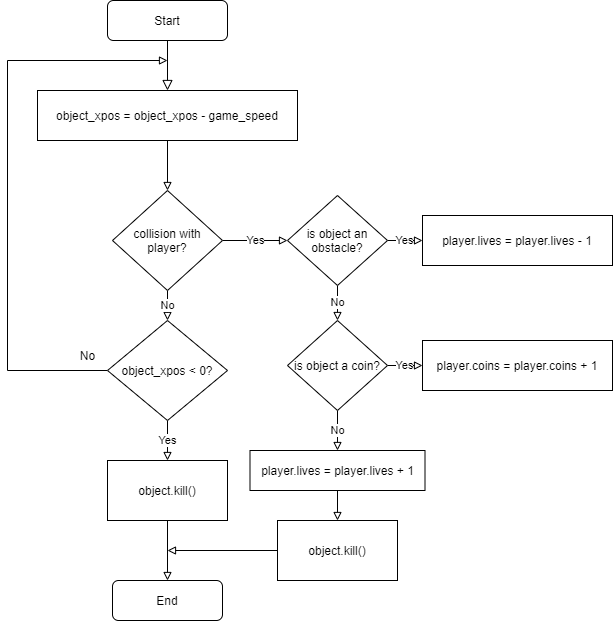 Start
object_xpos = object_xpos - game_speed
collision with
player?
Yes
is object an
obstacle?
Yes
player.lives = player.lives - 1
No
No
No
object_xpos < 0?
is object a coin?
Yes
player.coins = player.coins + 1
Yes
No
object.kill()
player.lives = player.lives + 1
object.kill()
End